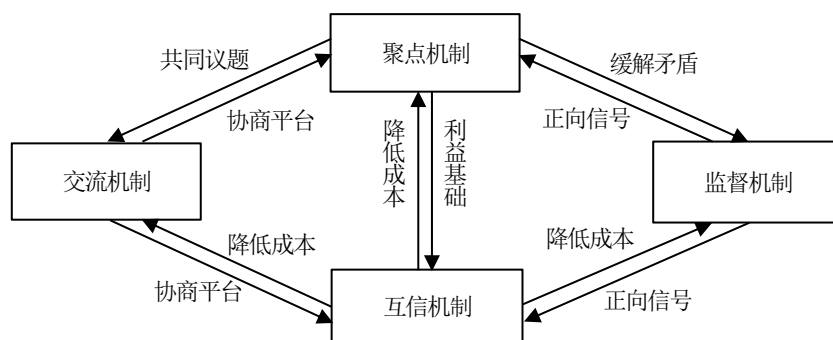 聚点机制
共同议题
缓解矛盾
协商平台
正向信号
降低成本
利益基础
交流机制
监督机制
降低成本
降低成本
协商平台
正向信号
互信机制